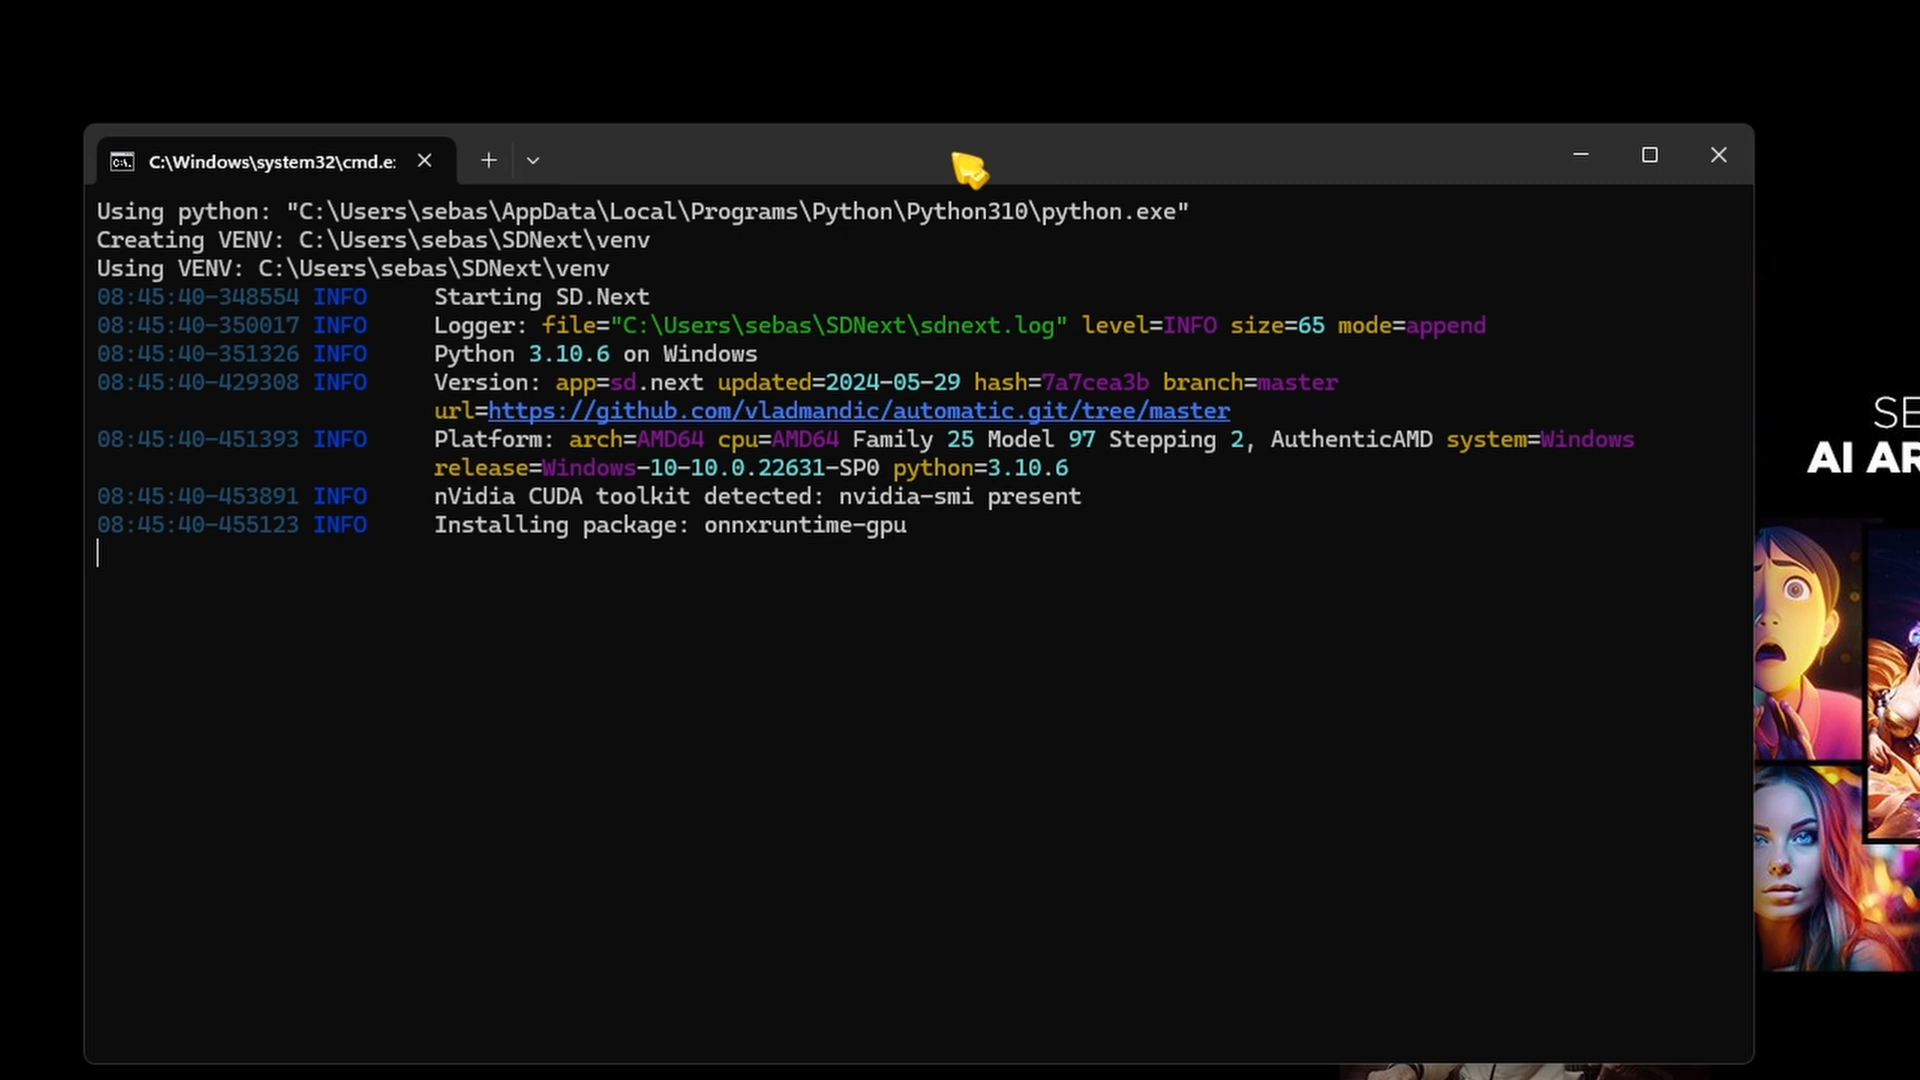 C:\Windows\system32\cmd.e
Using python: "C:\Users\sebas\AppData\Local\Programs\Python\Python310\python.exe"
Creating VENV: C:\Users\sebas\SDNext\venv
Using VENV: C:\Users\sebas\SDNext\venv
08:45:40-348554 INFO Starting SD.Next
08:45:40-350017 INFO Logger: file="C:\Users\sebas\SDNext\sdnext.log" level=INFO size=65 mode=append
08:45:40-351326 INFO Python 3.10.6 on Windows
08:45:40-429308 INFO Version: app=sd.next updated=2024-05-29 hash=7a7cea3b branch=master
url=https://github.com/vladmandic/automatic.git/tree/master
08:45:40-451393 INFO Platform: arch=AMD64 cpu=AMD64 Family 25 Model 97 Stepping 2, AuthenticAMD system=Windows
release=Windows-10-10.0.22631-SP0 python=3.10.6
08:45:40-453891 INFO nVidia CUDA toolkit detected: nvidia-smi present
08:45:40-455123 INFO Installing package: onnxruntime-gpu
SE
AI AR